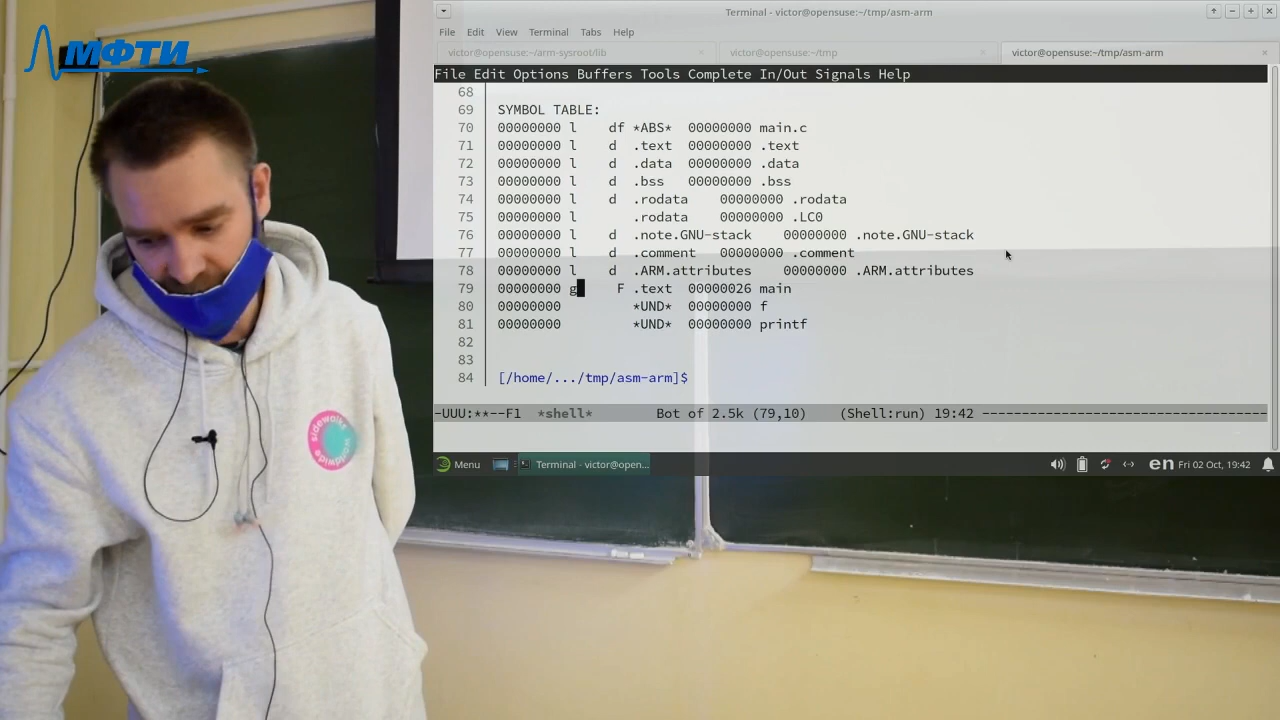 МФТИ
Terminal - victor@opensuse:~/tmp/asm-arm
File Edit View Terminal Tabs Help
victor@opensuse:~/arm-sysroot/lib × victor@opensuse:~/tmp × victor@opensuse:~/tmp/asm-arm ×
File Edit Options Buffers Tools Complete In/Out Signals Help
68
69 SYMBOL TABLE:
70 00000000 l    df *ABS*  00000000 main.c
71 00000000 l    d  .text  00000000 .text
72 00000000 l    d  .data  00000000 .data
73 00000000 l    d  .bss   00000000 .bss
74 00000000 l    d  .rodata    00000000 .rodata
75 00000000 l       .rodata    00000000 .LC0
76 00000000 l    d  .note.GNU-stack    00000000 .note.GNU-stack
77 00000000 l    d  .comment   00000000 .comment
78 00000000 l    d  .ARM.attributes    00000000 .ARM.attributes
79 00000000 g     F .text  00000026 main
80 00000000         *UND*  00000000 f
81 00000000         *UND*  00000000 printf
82
83
84 [/home/.../tmp/asm-arm]$
-UUU:**--F1  *shell*        Bot of 2.5k (79,10)    (Shell:run) 19:42 ------------------------------------
Menu Terminal - victor@open... en Fri 02 Oct, 19:42
sidewalks worldwide